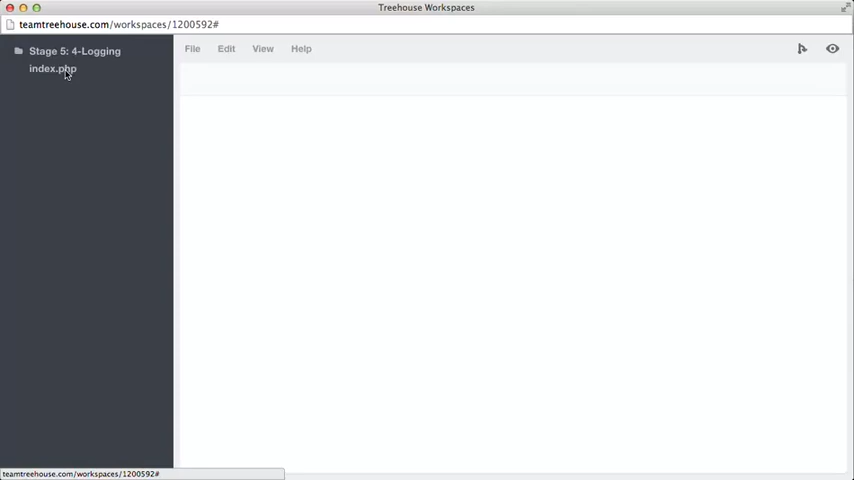 Treehouse Workspaces
teamtreehouse.com/workspaces/1200592#
Stage 5: 4-Logging
File Edit View Help
index.php
teamtreehouse.com/workspaces/1200592#